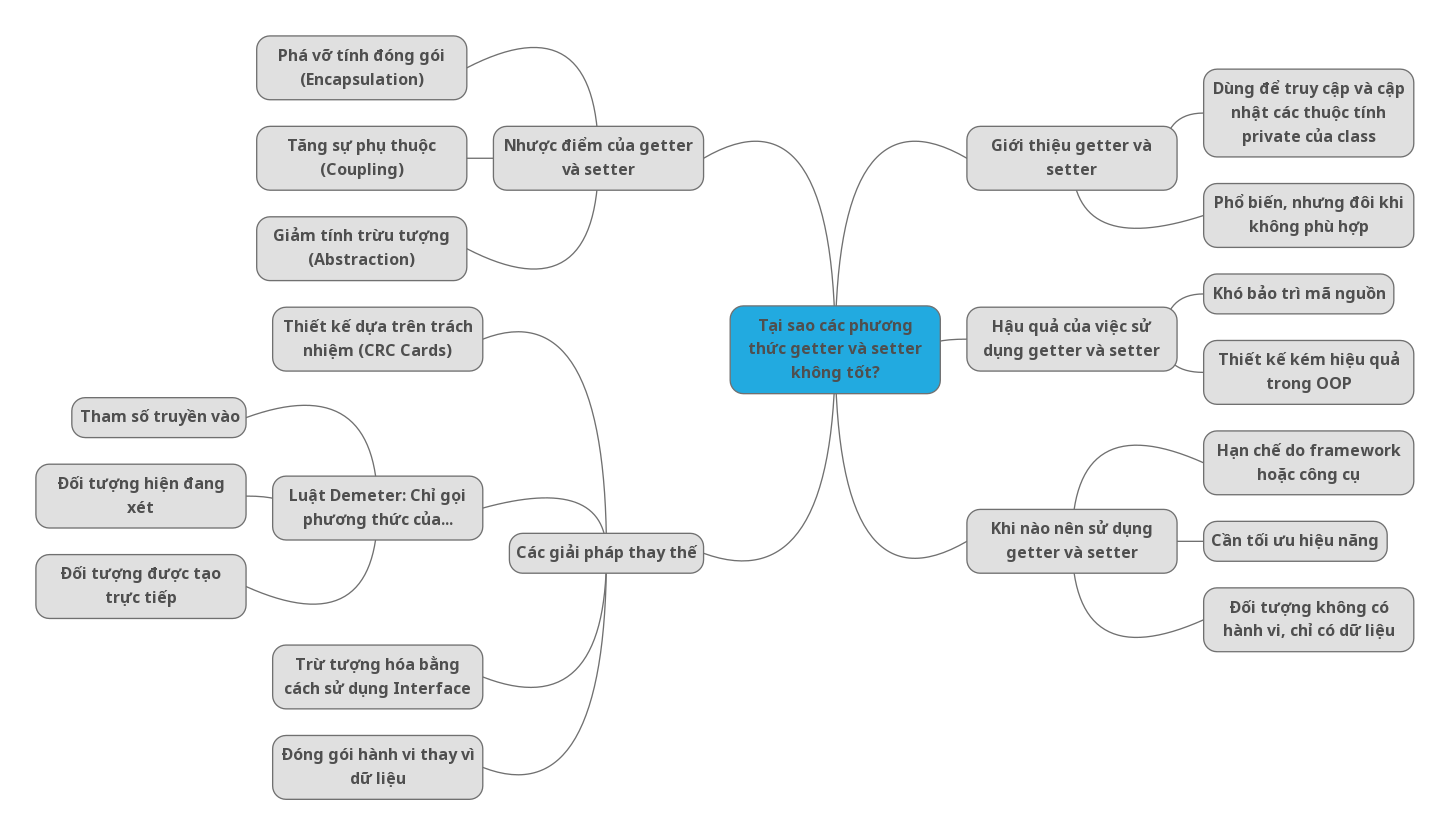 Tại sao các phương
thức getter và setter
không tốt?
Giới thiệu getter và
setter
Dùng để truy cập và cập
nhật các thuộc tính
private của class
Phổ biến, nhưng đôi khi
không phù hợp
Hậu quả của việc sử
dụng getter và setter
Khó bảo trì mã nguồn
Thiết kế kém hiệu quả
trong OOP
Khi nào nên sử dụng
getter và setter
Hạn chế do framework
hoặc công cụ
Cần tối ưu hiệu năng
Đối tượng không có
hành vi, chỉ có dữ liệu
Nhược điểm của getter
và setter
Phá vỡ tính đóng gói
(Encapsulation)
Tăng sự phụ thuộc
(Coupling)
Giảm tính trừu tượng
(Abstraction)
Các giải pháp thay thế
Thiết kế dựa trên trách
nhiệm (CRC Cards)
Luật Demeter: Chỉ gọi
phương thức của...
Tham số truyền vào
Đối tượng hiện đang
xét
Đối tượng được tạo
trực tiếp
Trừ tượng hóa bằng
cách sử dụng Interface
Đóng gói hành vi thay vì
dữ liệu